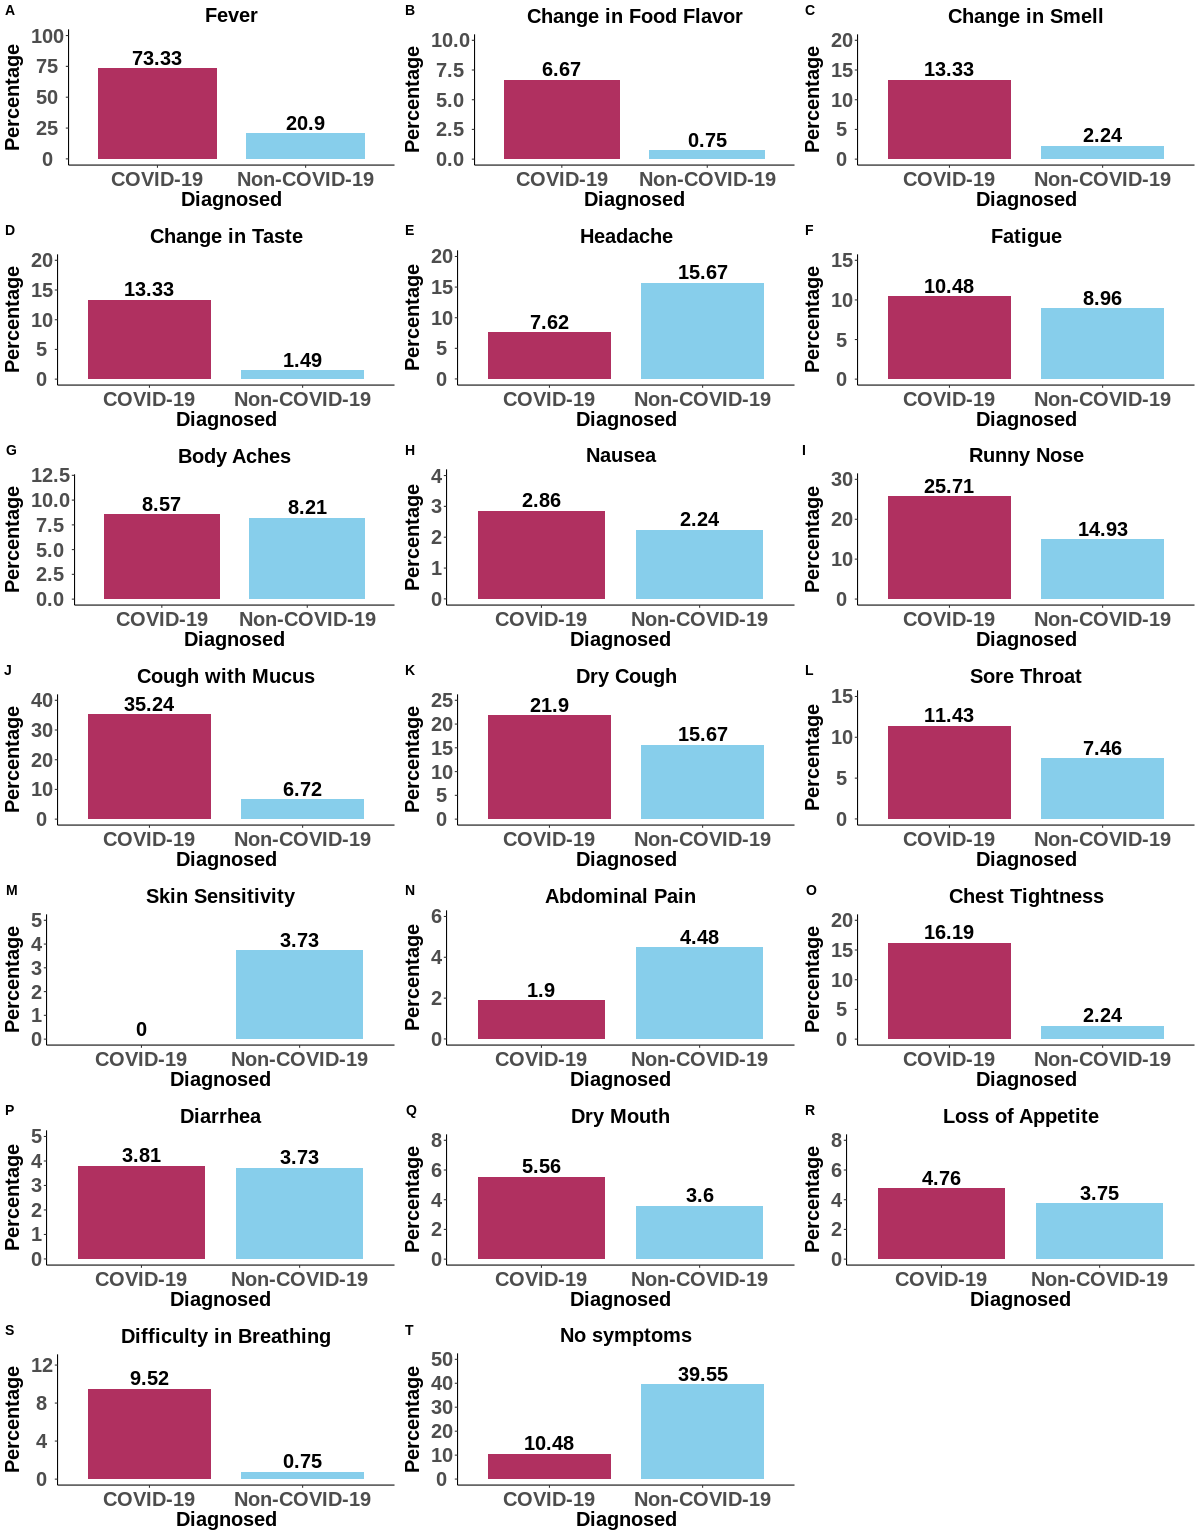 A
Fever
Percentage
100
75
50
25
0
73.33
20.9
COVID-19 Non-COVID-19
Diagnosed
B
Change in Food Flavor
Percentage
10.0
7.5
5.0
2.5
0.0
6.67
0.75
COVID-19 Non-COVID-19
Diagnosed
C
Change in Smell
Percentage
20
15
10
5
0
13.33
2.24
COVID-19 Non-COVID-19
Diagnosed
D
Change in Taste
Percentage
20
15
10
5
0
13.33
1.49
COVID-19 Non-COVID-19
Diagnosed
E
Headache
Percentage
20
15
10
5
0
7.62
15.67
COVID-19 Non-COVID-19
Diagnosed
F
Fatigue
Percentage
15
10
5
0
10.48
8.96
COVID-19 Non-COVID-19
Diagnosed
G
Body Aches
Percentage
12.5
10.0
7.5
5.0
2.5
0.0
8.57
8.21
COVID-19 Non-COVID-19
Diagnosed
H
Nausea
Percentage
4
3
2
1
0
2.86
2.24
COVID-19 Non-COVID-19
Diagnosed
I
Runny Nose
Percentage
30
20
10
0
25.71
14.93
COVID-19 Non-COVID-19
Diagnosed
J
Cough with Mucus
Percentage
40
30
20
10
0
35.24
6.72
COVID-19 Non-COVID-19
Diagnosed
K
Dry Cough
Percentage
25
20
15
10
5
0
21.9
15.67
COVID-19 Non-COVID-19
Diagnosed
L
Sore Throat
Percentage
15
10
5
0
11.43
7.46
COVID-19 Non-COVID-19
Diagnosed
M
Skin Sensitivity
Percentage
5
4
3
2
1
0
0
3.73
COVID-19 Non-COVID-19
Diagnosed
N
Abdominal Pain
Percentage
6
4
2
0
1.9
4.48
COVID-19 Non-COVID-19
Diagnosed
O
Chest Tightness
Percentage
20
15
10
5
0
16.19
2.24
COVID-19 Non-COVID-19
Diagnosed
P
Diarrhea
Percentage
5
4
3
2
1
0
3.81
3.73
COVID-19 Non-COVID-19
Diagnosed
Q
Dry Mouth
Percentage
8
6
4
2
0
5.56
3.6
COVID-19 Non-COVID-19
Diagnosed
R
Loss of Appetite
Percentage
8
6
4
2
0
4.76
3.75
COVID-19 Non-COVID-19
Diagnosed
S
Difficulty in Breathing
Percentage
12
8
4
0
9.52
0.75
COVID-19 Non-COVID-19
Diagnosed
T
No symptoms
Percentage
50
40
30
20
10
0
10.48
39.55
COVID-19 Non-COVID-19
Diagnosed